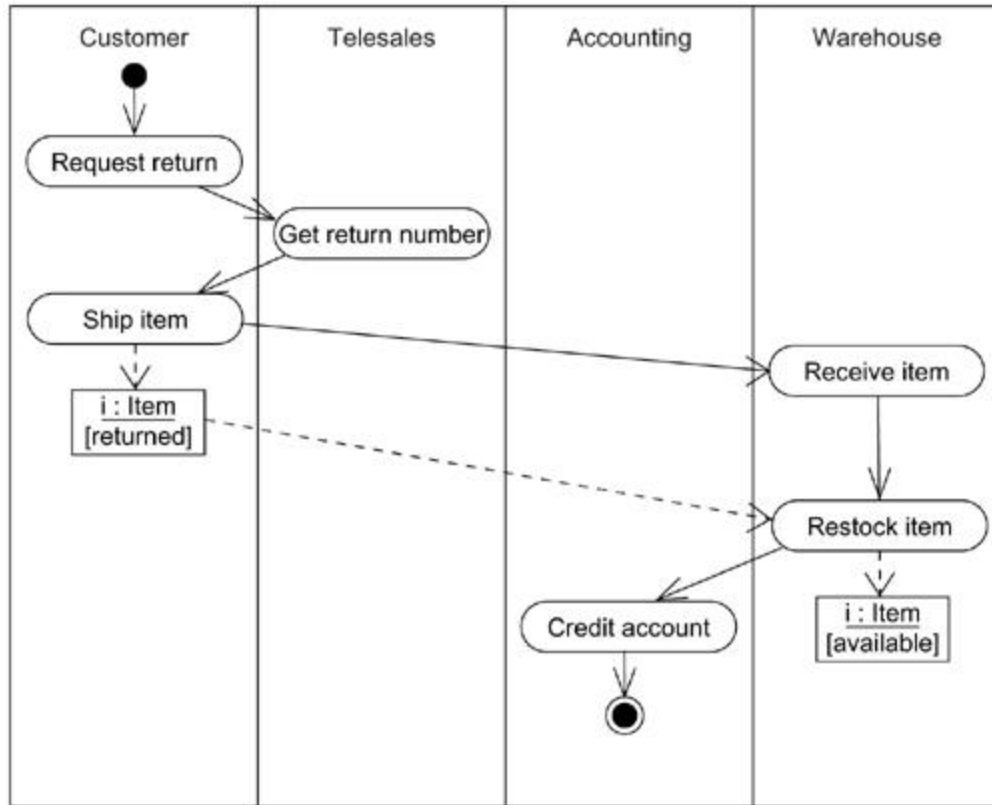 Customer
Telesales
Accounting
Warehouse
Request return
Get return number
Ship item
Receive item
i : Item
[returned]
Restock item
Credit account
i : Item
[available]